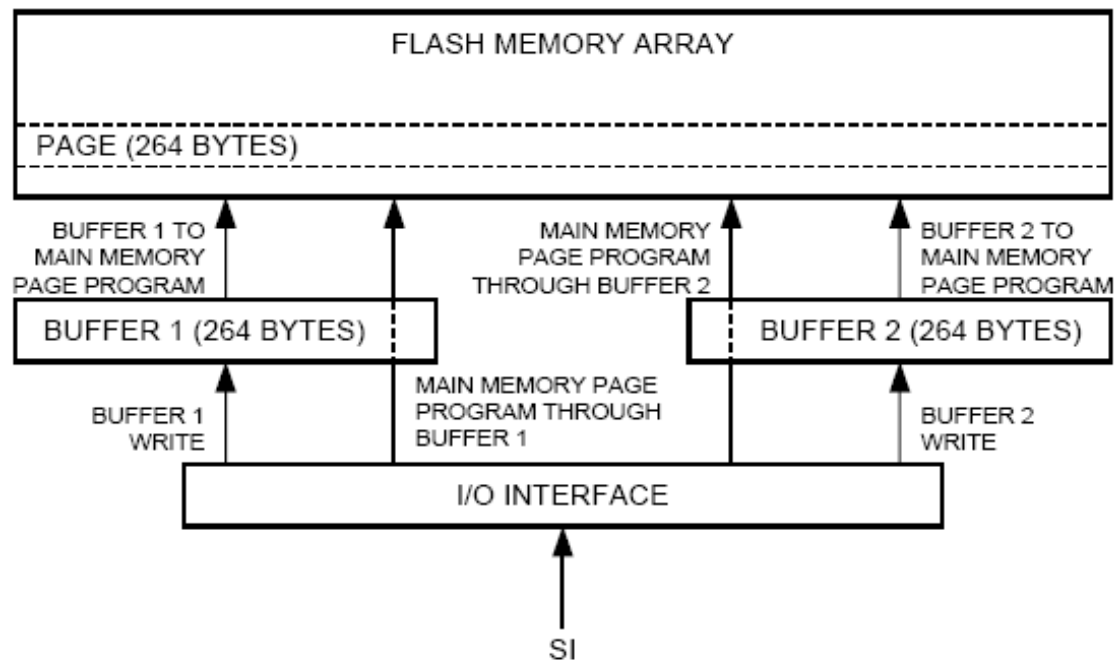 FLASH MEMORY ARRAY
PAGE (264 BYTES)
BUFFER 1 TO
MAIN MEMORY
PAGE PROGRAM
MAIN MEMORY
PAGE PROGRAM
THROUGH BUFFER 2
BUFFER 2 TO
MAIN MEMORY
PAGE PROGRAM
BUFFER 1 (264 BYTES)
BUFFER 2 (264 BYTES)
BUFFER 1
WRITE
MAIN MEMORY PAGE
PROGRAM THROUGH
BUFFER 1
BUFFER 2
WRITE
I/O INTERFACE
SI